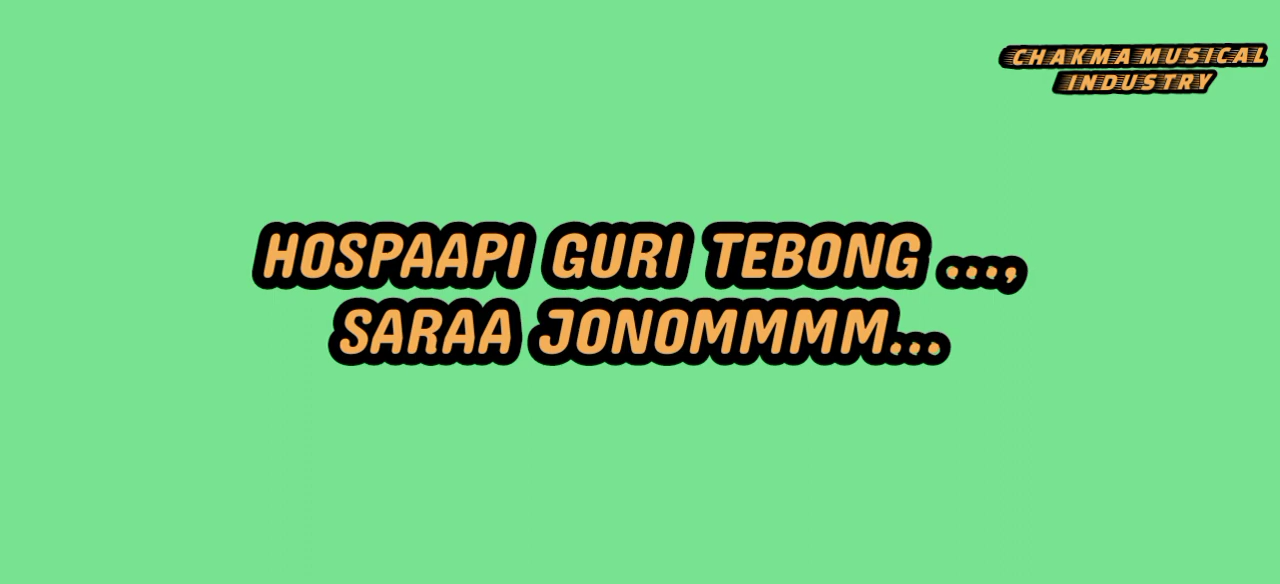 CHAKMA MUSICAL
INDUSTRY
HOSPAAPI GURI TEBONG ...,
SARAA JONOMMMM...